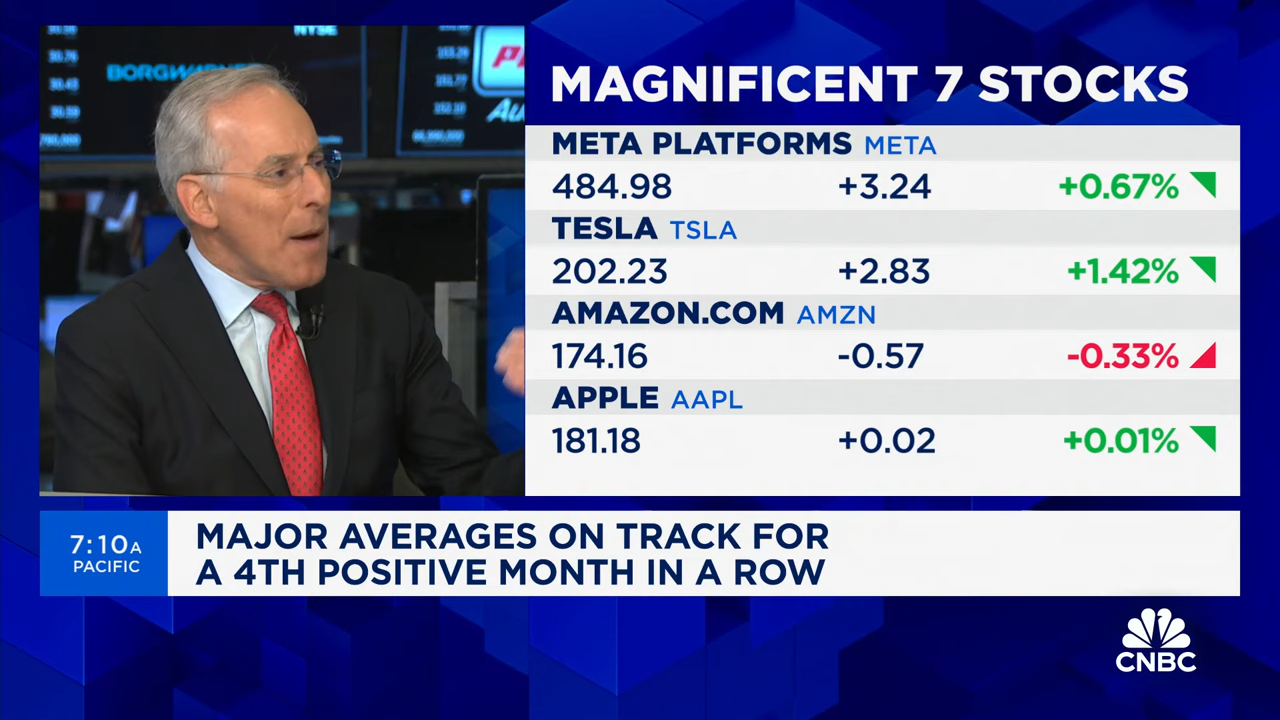 NYSE
BORGWARNER
MAGNIFICENT 7 STOCKS
META PLATFORMS META
484.98 +3.24 +0.67%
TESLA TSLA
202.23 +2.83 +1.42%
AMAZON.COM AMZN
174.16 -0.57 -0.33%
APPLE AAPL
181.18 +0.02 +0.01%
7:10A
PACIFIC
MAJOR AVERAGES ON TRACK FOR
A 4TH POSITIVE MONTH IN A ROW
CNBC